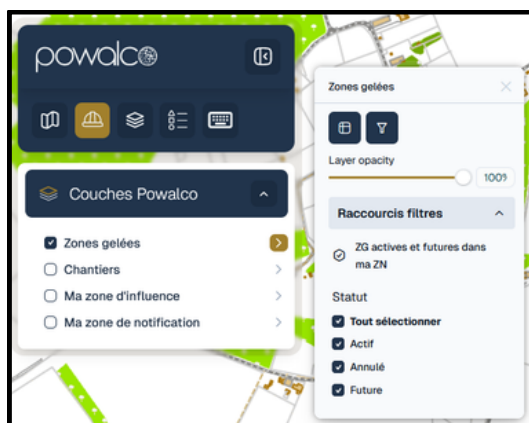 powalco
Couches Powalco
Zones gelées
Chantiers
Ma zone d'influence
Ma zone de notification
Zones gelées
Layer opacity
100%
Raccourcis filtres
ZG actives et futures dans
ma ZN
Statut
Tout sélectionner
Actif
Annulé
Future